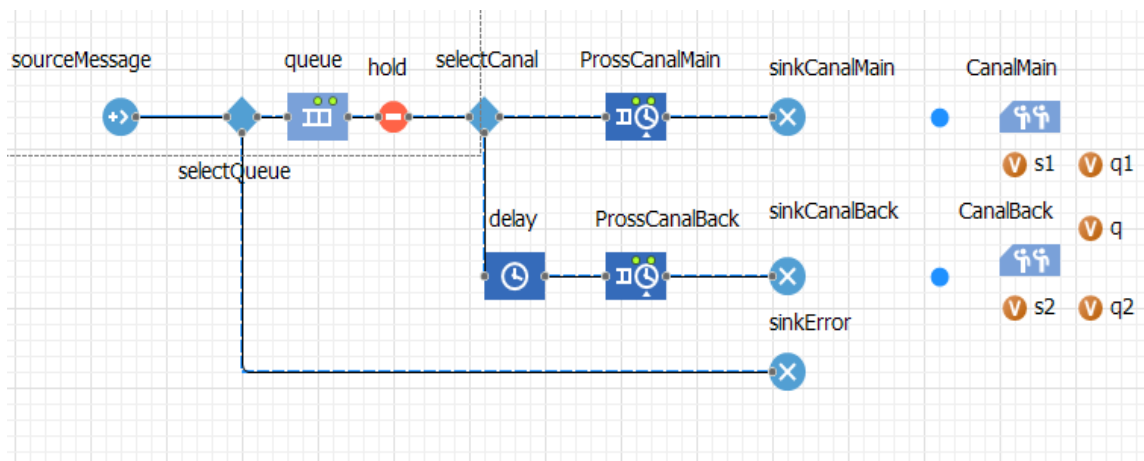 sourceMessage
queue
hold
selectCanal
ProssCanalMain
sinkCanalMain
CanalMain
selectQueue
V s1
V q1
delay
ProssCanalBack
sinkCanalBack
CanalBack
V q
V s2
V q2
sinkError